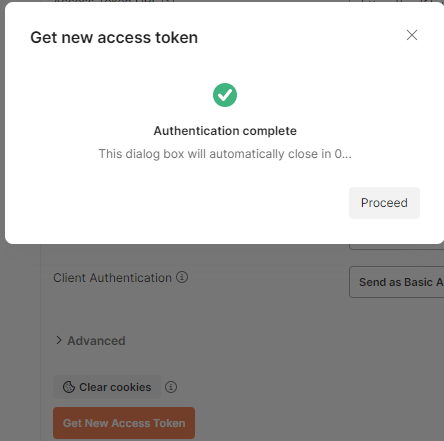 Get new access token
Authentication complete
This dialog box will automatically close in 0...
Proceed
Client Authentication
Send as Basic A
Advanced
Clear cookies
Get New Access Token